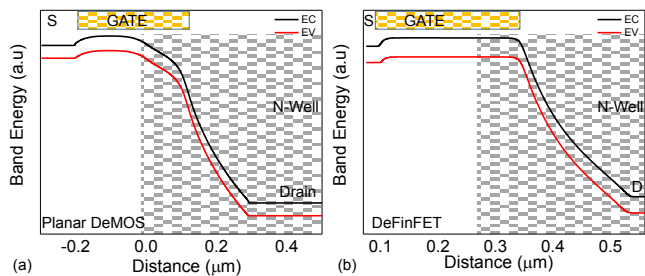 S GATE EC
EV
Band Energy (a.u)
N-Well
Drain
Planar DeMOS
-0.2 0.0 0.2 0.4
(a) Distance (μm)
S GATE EC
EV
Band Energy (a.u)
N-Well
D
DeFinFET
0.1 0.2 0.3 0.4 0.5
(b) Distance (μm)